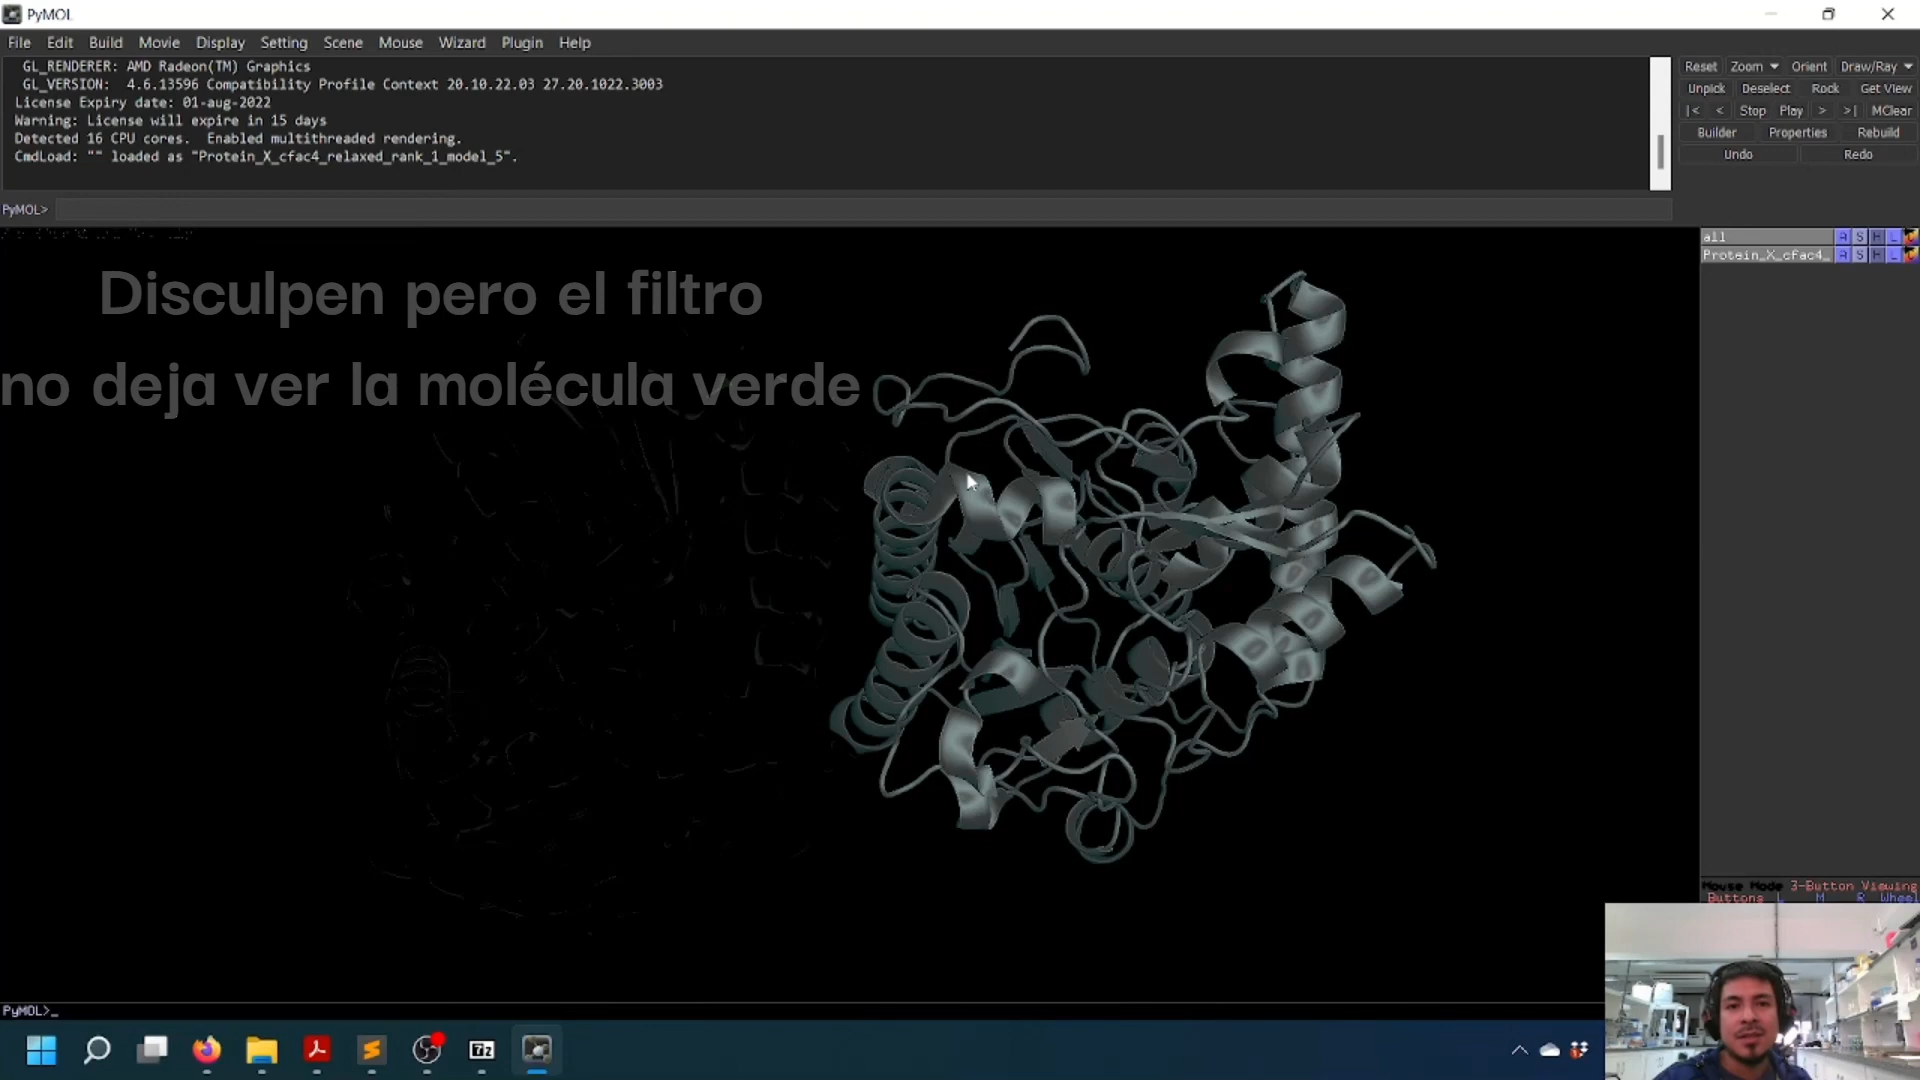 PyMOL
File Edit Build Movie Display Setting Scene Mouse Wizard Plugin Help
GL_RENDERER: AMD Radeon(TM) Graphics
GL_VERSION: 4.6.13596 Compatibility Profile Context 20.10.22.03 27.20.1022.3003
License Expiry date: 01-aug-2022
Warning: License will expire in 15 days
Detected 16 CPU cores. Enabled multithreaded rendering.
CmdLoad: "" loaded as "Protein_X_cfac4_relaxed_rank_1_model_5".
PyMOL>
Reset Zoom Orient Draw/Ray
Unpick Deselect Rock Get View
|< < Stop Play > >| MClear
Builder Properties Rebuild
Undo Redo
all A S H L C
Protein_X_cfac4_ A S H L C
Disculpen pero el filtro
no deja ver la molécula verde
Mouse Mode 3-Button Viewing
Buttons L M R Wheel
PyMOL>_
7z